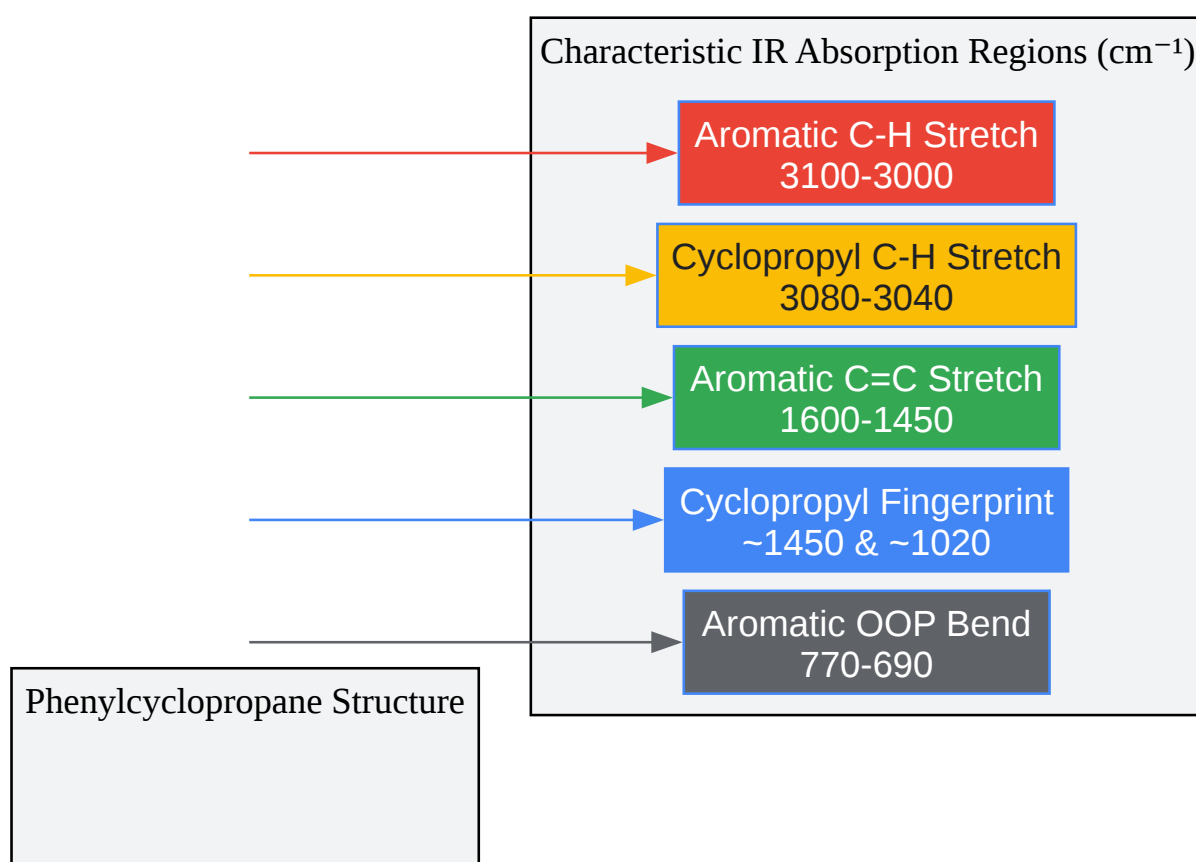 Characteristic IR Absorption Regions (cm⁻¹)
Aromatic C-H Stretch
3100-3000
Cyclopropyl C-H Stretch
3080-3040
Aromatic C=C Stretch
1600-1450
Cyclopropyl Fingerprint
~1450 & ~1020
Aromatic OOP Bend
770-690
Phenylcyclopropane Structure